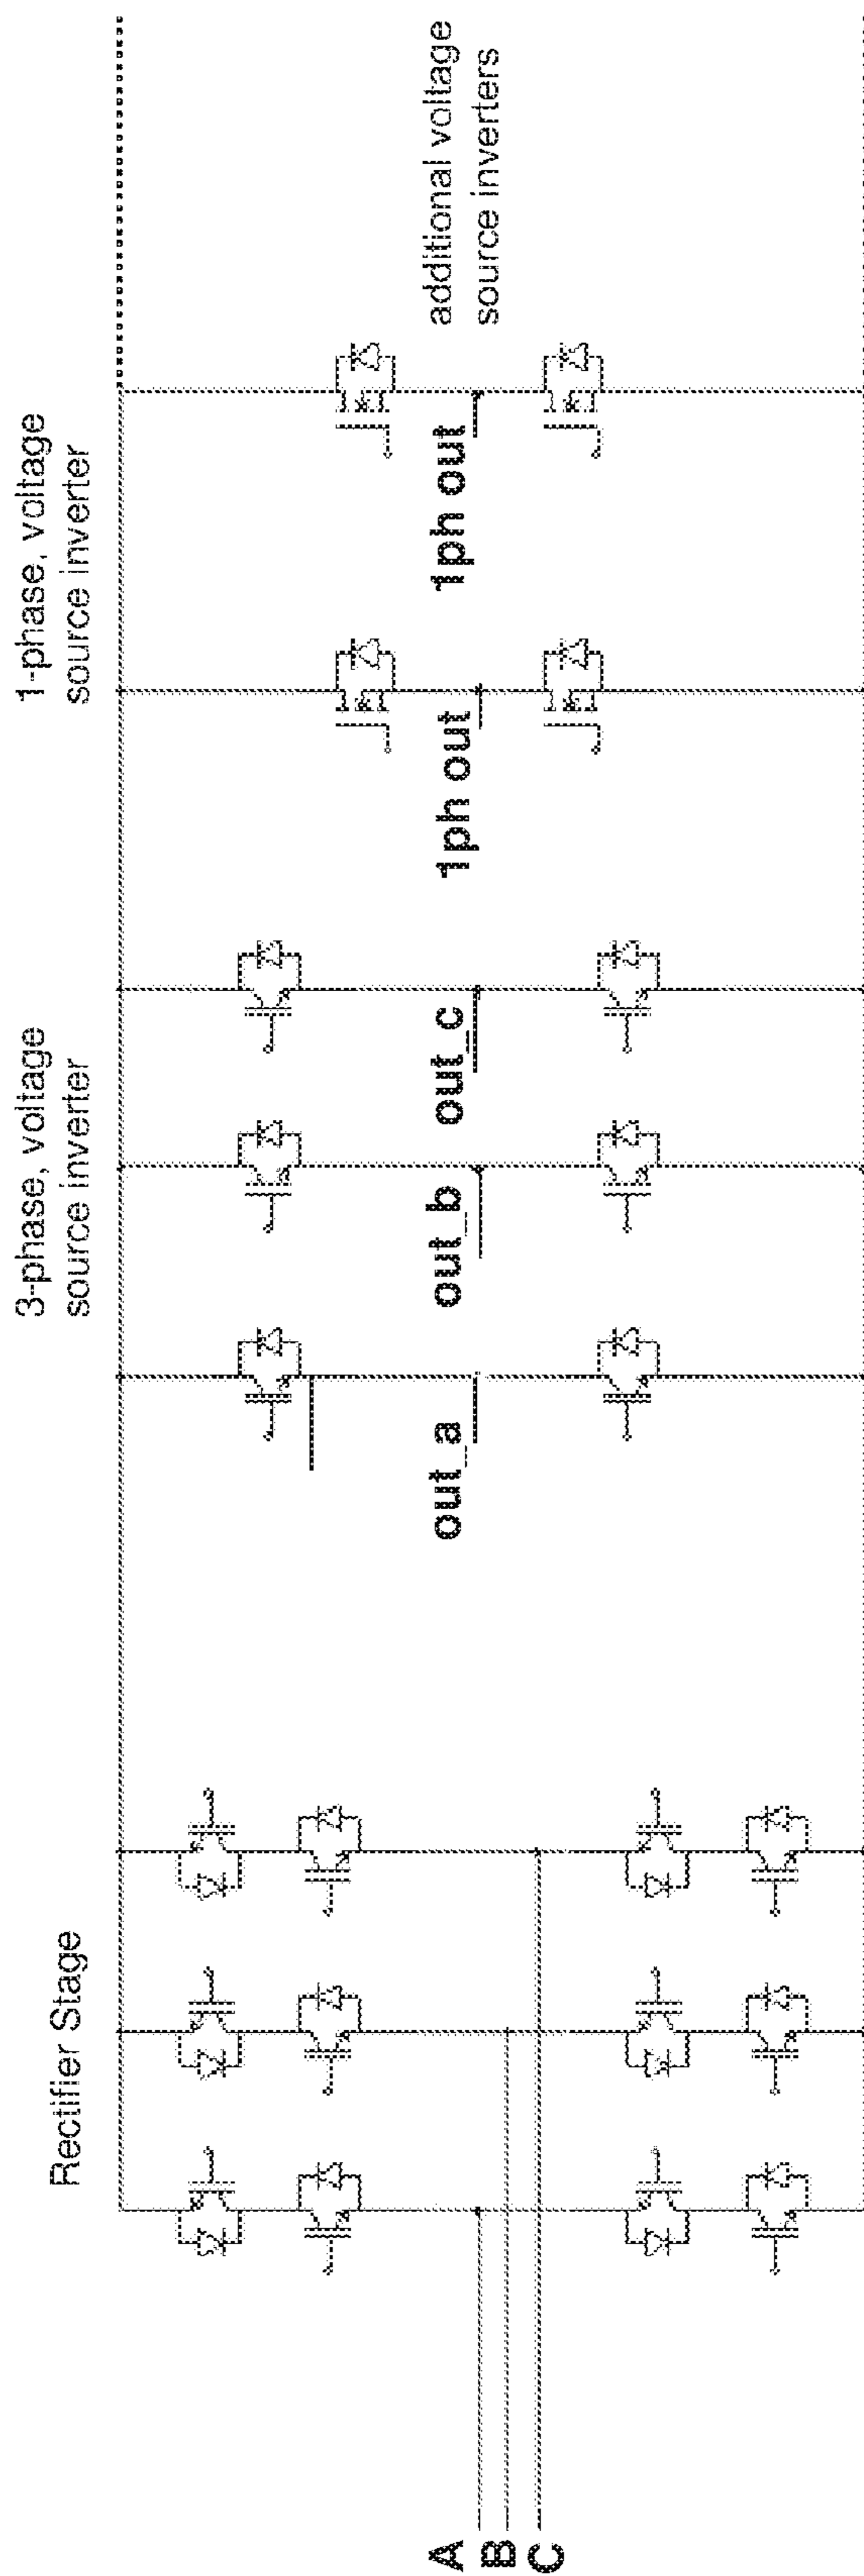 Rectifier Stage
3-phase, voltage
source inverter
1-phase, voltage
source inverter
additional voltage
source inverters
A
B
C
out_a
out_b
out_c
1ph out
1ph out